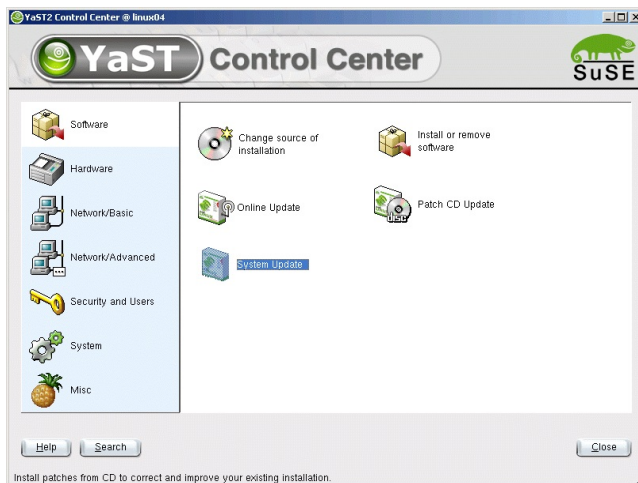 YaST2 Control Center @ linux04
YaST Control Center
SuSE
Software
Hardware
Network/Basic
Network/Advanced
Security and Users
System
Misc
Change source of
installation
Install or remove
software
Online Update
Patch CD Update
System Update
Help
Search
Close
Install patches from CD to correct and improve your existing installation.